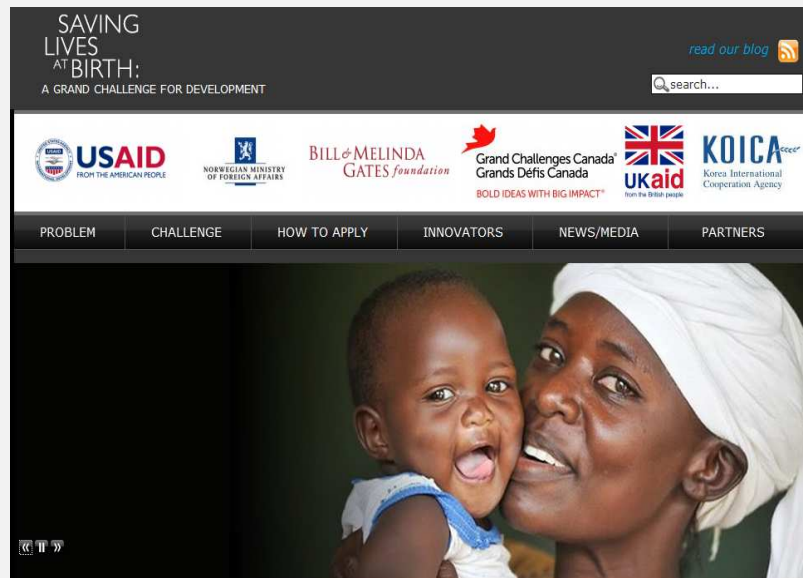 SAVING
LIVES
AT BIRTH:
A GRAND CHALLENGE FOR DEVELOPMENT
read our blog
search...
USAID
FROM THE AMERICAN PEOPLE
NORWEGIAN MINISTRY
OF FOREIGN AFFAIRS
BILL & MELINDA
GATES foundation
Grand Challenges Canada®
Grands Défis Canada
BOLD IDEAS WITH BIG IMPACT®
UKaid
from the British people
KOICA
Korea International
Cooperation Agency
PROBLEM
CHALLENGE
HOW TO APPLY
INNOVATORS
NEWS/MEDIA
PARTNERS